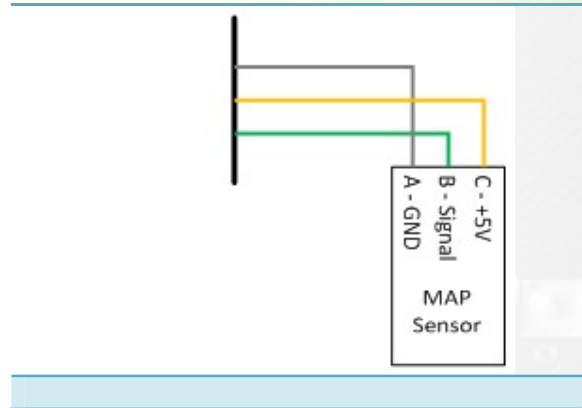 A - GND
B - Signal
C - +5V
MAP
Sensor